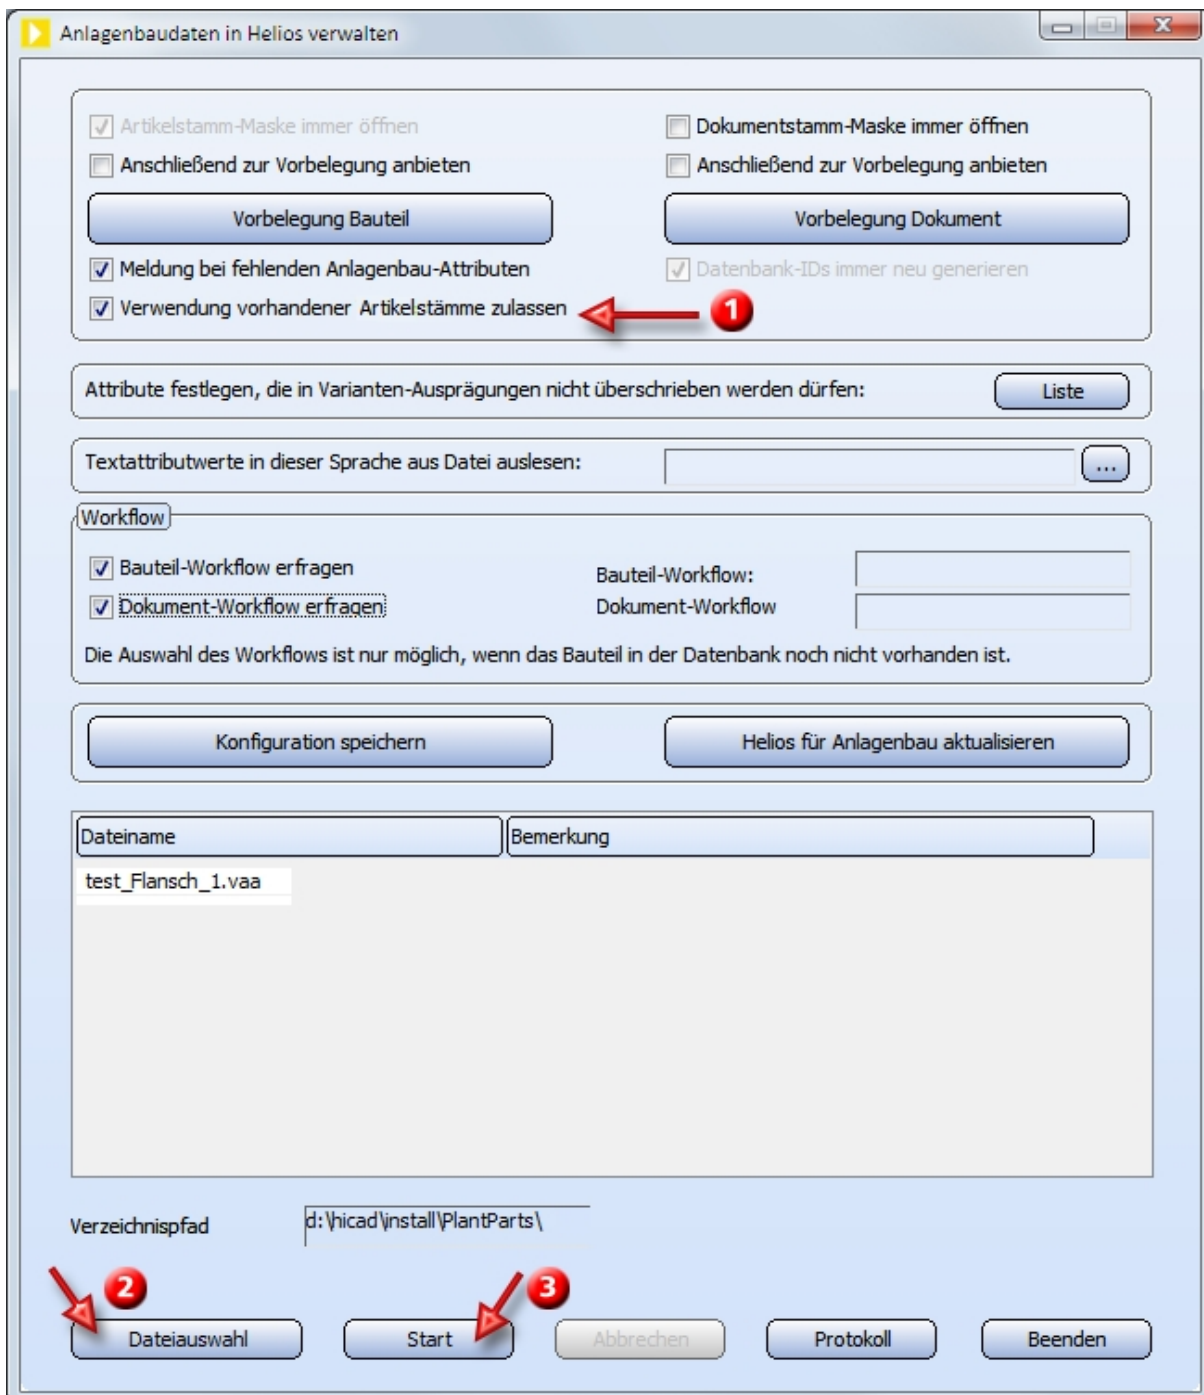 Anlagenbaudaten in Helios verwalten
Artikelstamm-Maske immer öffnen
Dokumentstamm-Maske immer öffnen
Anschließend zur Vorbelegung anbieten
Anschließend zur Vorbelegung anbieten
Vorbelegung Bauteil
Vorbelegung Dokument
Meldung bei fehlenden Anlagenbau-Attributen
Datenbank-IDs immer neu generieren
Verwendung vorhandener Artikelstämme zulassen
1
Attribute festlegen, die in Varianten-Ausprägungen nicht überschrieben werden dürfen:
Liste
Textattributwerte in dieser Sprache aus Datei auslesen:
...
Workflow
Bauteil-Workflow erfragen
Bauteil-Workflow:
Dokument-Workflow erfragen
Dokument-Workflow
Die Auswahl des Workflows ist nur möglich, wenn das Bauteil in der Datenbank noch nicht vorhanden ist.
Konfiguration speichern
Helios für Anlagenbau aktualisieren
Dateiname
Bemerkung
test_Flansch_1.vaa
Verzeichnispfad
d:\hicad\install\PlantParts\
2
3
Dateiauswahl
Start
Abbrechen
Protokoll
Beenden